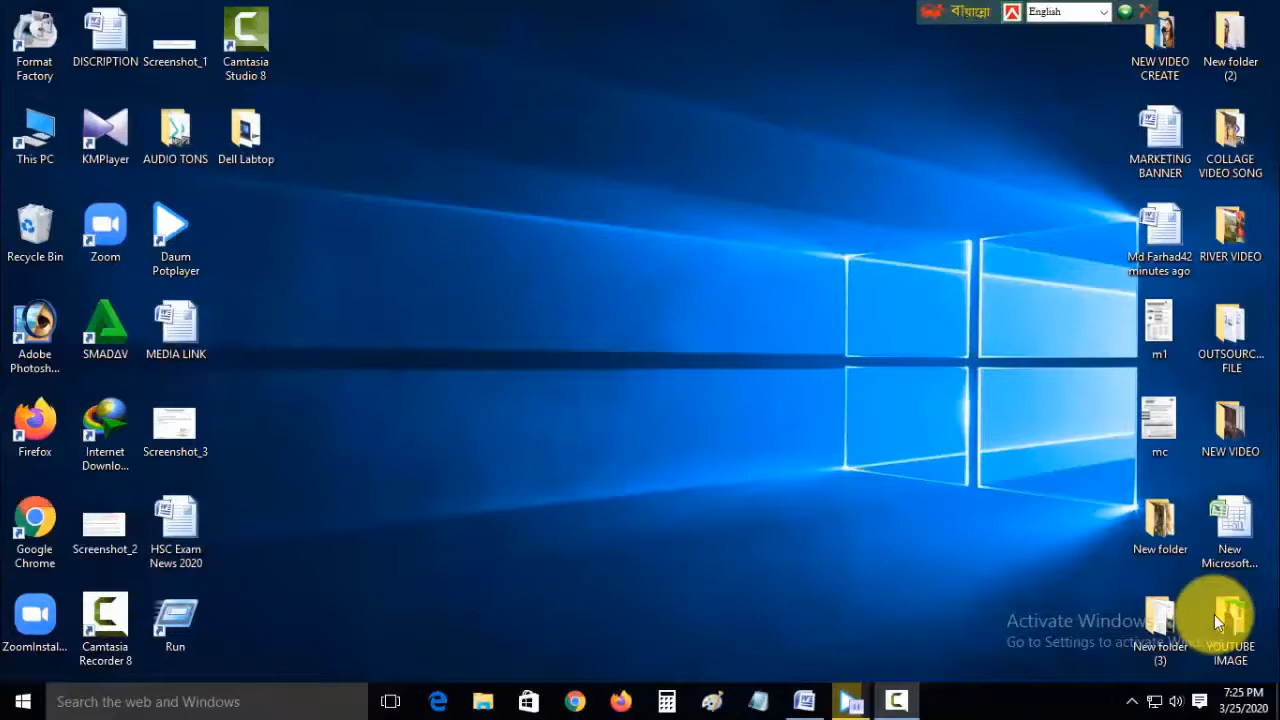 বায়ান্নো
English
Format
Factory
DISCRIPTION
Screenshot_1
Camtasia
Studio 8
NEW VIDEO
CREATE
New folder
(2)
This PC
KMPlayer
AUDIO TONS
Dell Labtop
MARKETING
BANNER
COLLAGE
VIDEO SONG
Recycle Bin
Zoom
Daum
Potplayer
Md Farhad42
minutes ago
RIVER VIDEO
Adobe
Photosh...
SMADAV
MEDIA LINK
m1
OUTSOURC...
FILE
Firefox
Internet
Downlo...
Screenshot_3
mc
NEW VIDEO
Google
Chrome
Screenshot_2
HSC Exam
News 2020
New folder
New
Microsoft...
ZoomInstal...
Camtasia
Recorder 8
Run
New folder
(3)
YOUTUBE
IMAGE
Activate Windows
Go to Settings to activate
Search the web and Windows
7:25 PM
3/25/2020